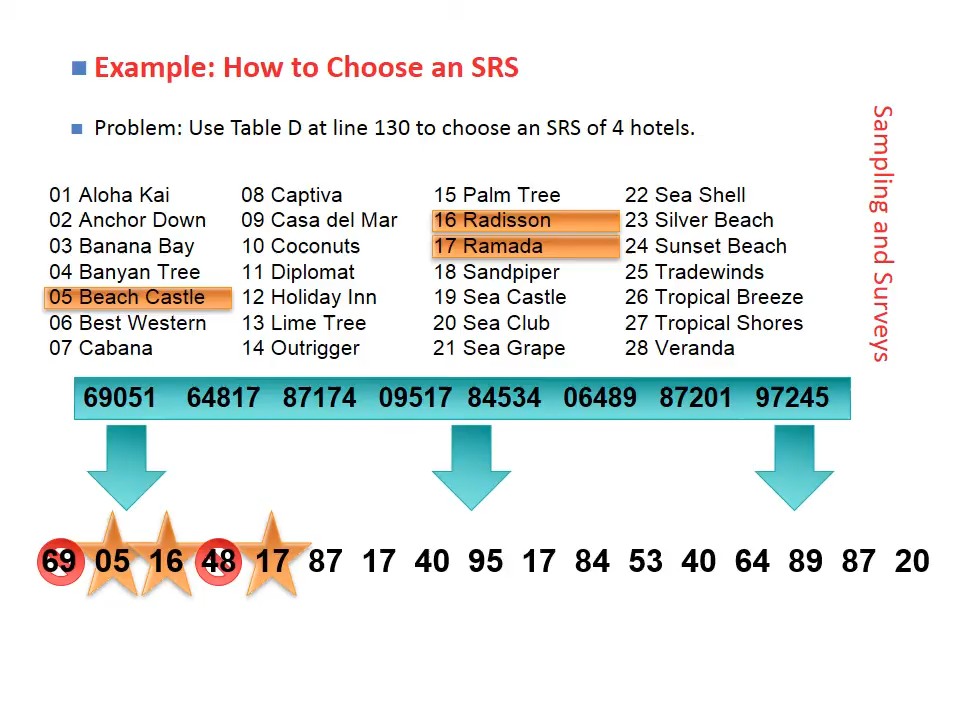 Example: How to Choose an SRS
Problem: Use Table D at line 130 to choose an SRS of 4 hotels.
Sampling and Surveys
01 Aloha Kai 08 Captiva 15 Palm Tree 22 Sea Shell
02 Anchor Down 09 Casa del Mar 16 Radisson 23 Silver Beach
03 Banana Bay 10 Coconuts 17 Ramada 24 Sunset Beach
04 Banyan Tree 11 Diplomat 18 Sandpiper 25 Tradewinds
05 Beach Castle 12 Holiday Inn 19 Sea Castle 26 Tropical Breeze
06 Best Western 13 Lime Tree 20 Sea Club 27 Tropical Shores
07 Cabana 14 Outrigger 21 Sea Grape 28 Veranda
69051 64817 87174 09517 84534 06489 87201 97245
69 05 16 48 17 87 17 40 95 17 84 53 40 64 89 87 20